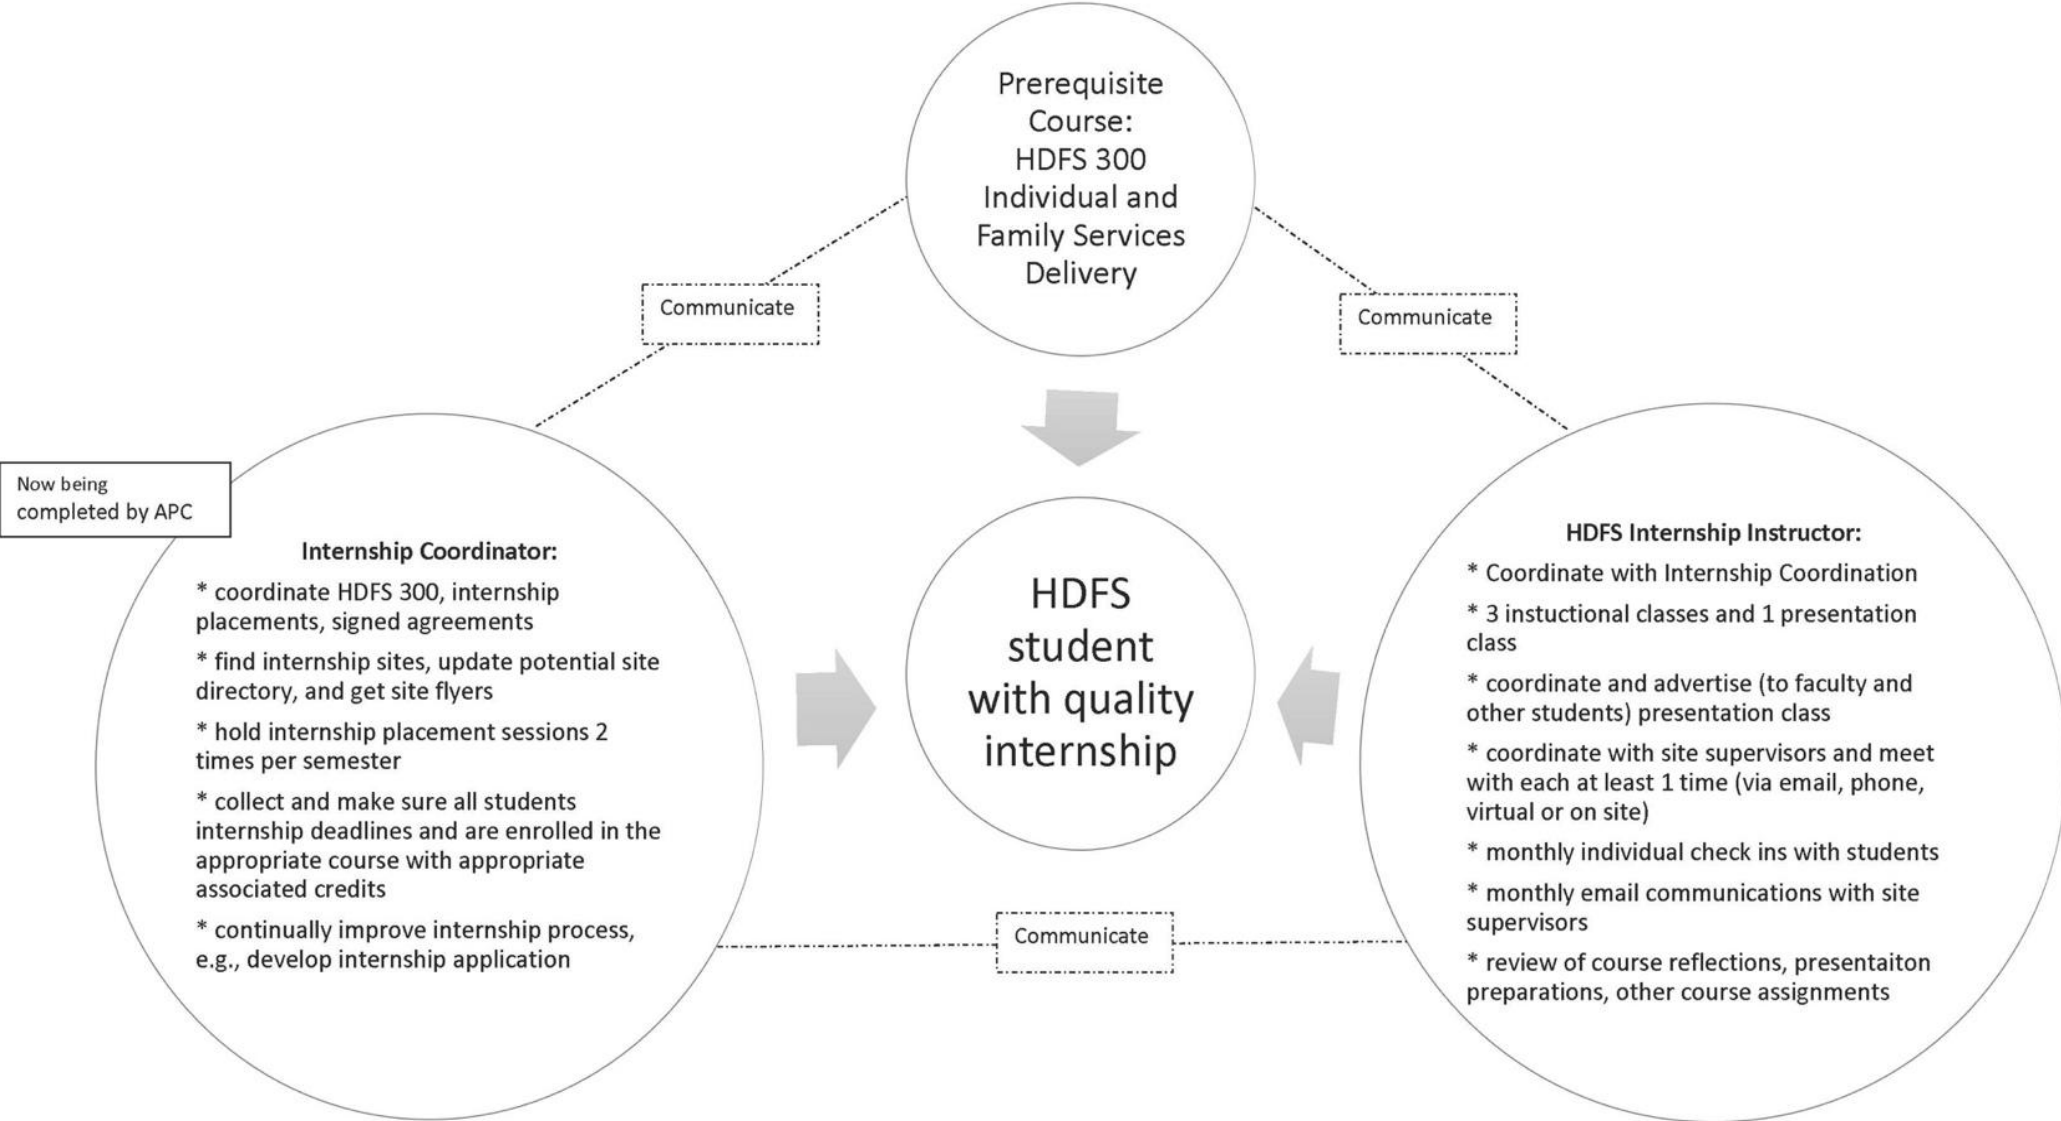 Prerequisite
Course:
HDFS 300
Individual and
Family Services
Delivery
Communicate
Communicate
Now being
completed by APC
Internship Coordinator:
* coordinate HDFS 300, internship
placements, signed agreements
* find internship sites, update potential site
directory, and get site flyers
* hold internship placement sessions 2
times per semester
* collect and make sure all students
internship deadlines and are enrolled in the
appropriate course with appropriate
associated credits
* continually improve internship process,
e.g., develop internship application
HDFS
student
with quality
internship
HDFS Internship Instructor:
* Coordinate with Internship Coordination
* 3 instuctional classes and 1 presentation
class
* coordinate and advertise (to faculty and
other students) presentation class
* coordinate with site supervisors and meet
with each at least 1 time (via email, phone,
virtual or on site)
* monthly individual check ins with students
* monthly email communications with site
supervisors
* review of course reflections, presentaiton
preparations, other course assignments
Communicate